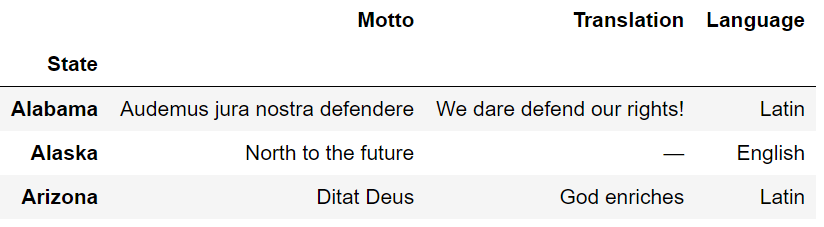 Motto Translation Language
State
Alabama Audemus jura nostra defendere We dare defend our rights! Latin
Alaska North to the future — English
Arizona Ditat Deus God enriches Latin